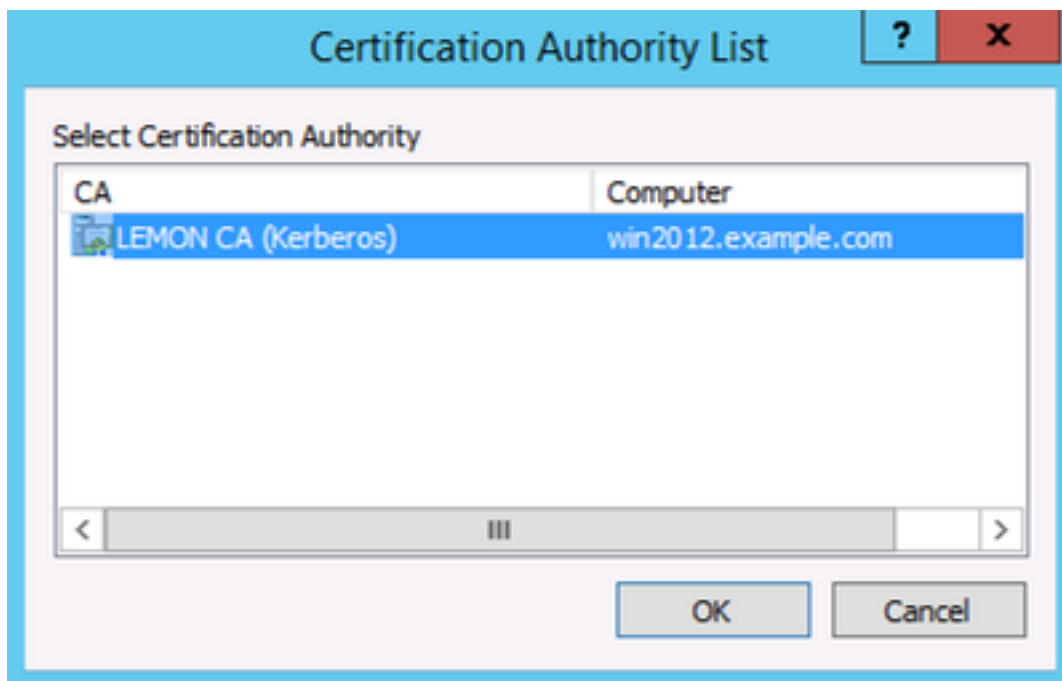 Certification Authority List
? x
Select Certification Authority
CA Computer
LEMON CA (Kerberos) win2012.example.com
OK Cancel